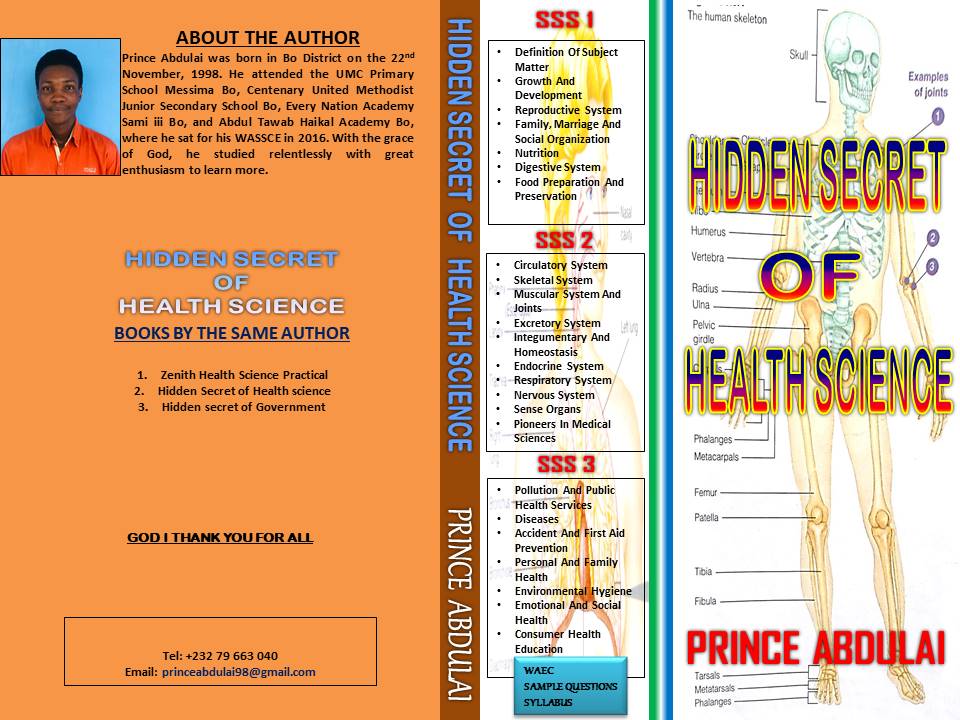 ABOUT THE AUTHOR
Prince Abdulai was born in Bo District on the 22nd
November, 1998. He attended the UMC Primary
School Messima Bo, Centenary United Methodist
Junior Secondary School Bo, Every Nation Academy
Sami iii Bo, and Abdul Tawab Haikal Academy Bo,
where he sat for his WASSCE in 2016. With the grace
of God, he studied relentlessly with great
enthusiasm to learn more.
HIDDEN SECRET
OF
HEALTH SCIENCE
BOOKS BY THE SAME AUTHOR
1. Zenith Health Science Practical
2. Hidden Secret of Health science
3. Hidden secret of Government
GOD I THANK YOU FOR ALL
Tel: +232 79 663 040
Email: princeabdulai98@gmail.com
HIDDEN SECRET OF HEALTH SCIENCE PRINCE ABDULAI
SSS 1
• Definition Of Subject
Matter
• Growth And
Development
• Reproductive System
• Family, Marriage And
Social Organization
• Nutrition
• Digestive System
• Food Preparation And
Preservation
Nasal
cavity
SSS 2
• Circulatory System
• Skeletal System
• Muscular System And
Joints
• Excretory System
• Integumentary And
Homeostasis
• Endocrine System
• Respiratory System
• Nervous System
• Sense Organs
• Pioneers In Medical
Sciences
Left lung
SSS 3
• Pollution And Public
Health Services
• Diseases
• Accident And First Aid
Prevention
• Personal And Family
Health
• Environmental Hygiene
• Emotional And Social
Health
• Consumer Health
Education
WAEC
SAMPLE QUESTIONS
SYLLABUS
The human skeleton
Skull
Examples
of joints
1
HIDDEN SECRET
Humerus
2
Vertebra
3
OF
Radius
Ulna
Pelvic
girdle
HEALTH SCIENCE
Phalanges
Metacarpals
Femur
Patella
Tibia
Fibula
PRINCE ABDULAI
Tarsals
Metatarsals
Phalanges